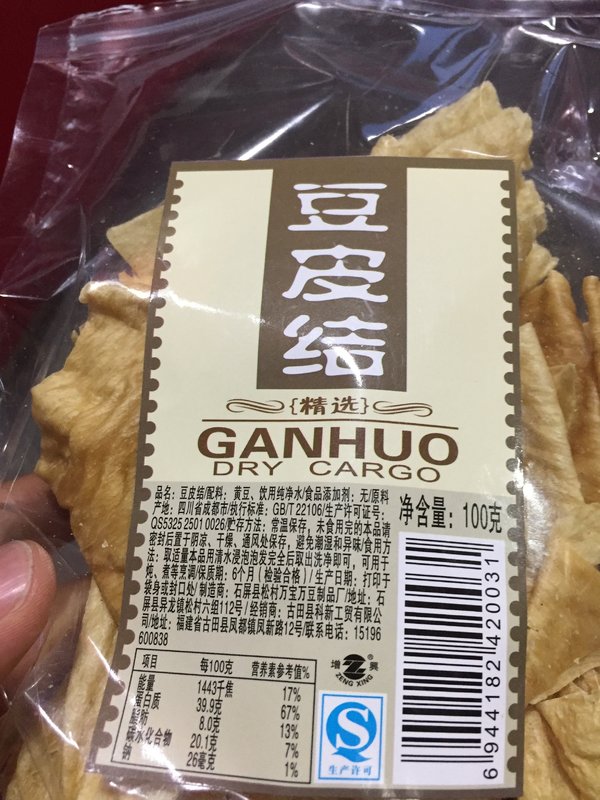 豆
皮
结
{精选}
GANHUO
DRY CARGO
品名：豆皮结/配料：黄豆、饮用纯净水/食品添加剂：无/原料
产地：四川省成都市/执行标准：GB/T 22106/生产许可证号：
QS5325 2501 0026/贮存方法：常温保存，未食用完的本品请
密封后置于阴凉、干燥、通风处保存，避免潮湿和异味/食用方
法：取适量本品用清水浸泡泡发完全后取出洗净即可，可用于
炖、煮等烹调/保质期：6个月（检验合格）/生产日期：打印于
袋身或封口处/制造商：石屏县松村万宝万豆制品厂/地址：石
屏县异龙镇松村六组112号/经销商：古田县科新工贸有限公
司/地址：福建省古田县凤都镇凤新路12号/联系电话：15196
600838
净含量：100克
项目 每100克 营养素参考值%
能量 1443千焦 17%
蛋白质 39.9克 67%
脂肪 8.0克 13%
碳水化合物 20.1克 7%
钠 26毫克 1%
增 興®
ZENG XING
生产许可
6 944182 420031